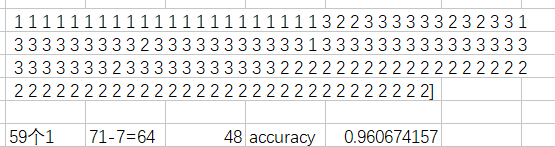 1 1 1 1 1 1 1 1 1 1 1 1 1 1 1 1 1 1 1 1 1 1 3 2 2 3 3 3 3 3 3 2 3 2 3 3 1
3 3 3 3 3 3 3 3 3 2 3 3 3 3 3 3 3 3 3 3 3 1 3 3 3 3 3 3 3 3 3 3 2 3 3 3 3
3 3 3 3 3 3 3 2 3 3 3 3 3 3 3 3 3 3 3 2 2 2 2 2 2 2 2 2 2 2 2 2 2 2 2 2 2
2 2 2 2 2 2 2 2 2 2 2 2 2 2 2 2 2 2 2 2 2 2 2 2 2 2 2 2 2 2]
59个1 71-7=64 48 accuracy 0.960674157